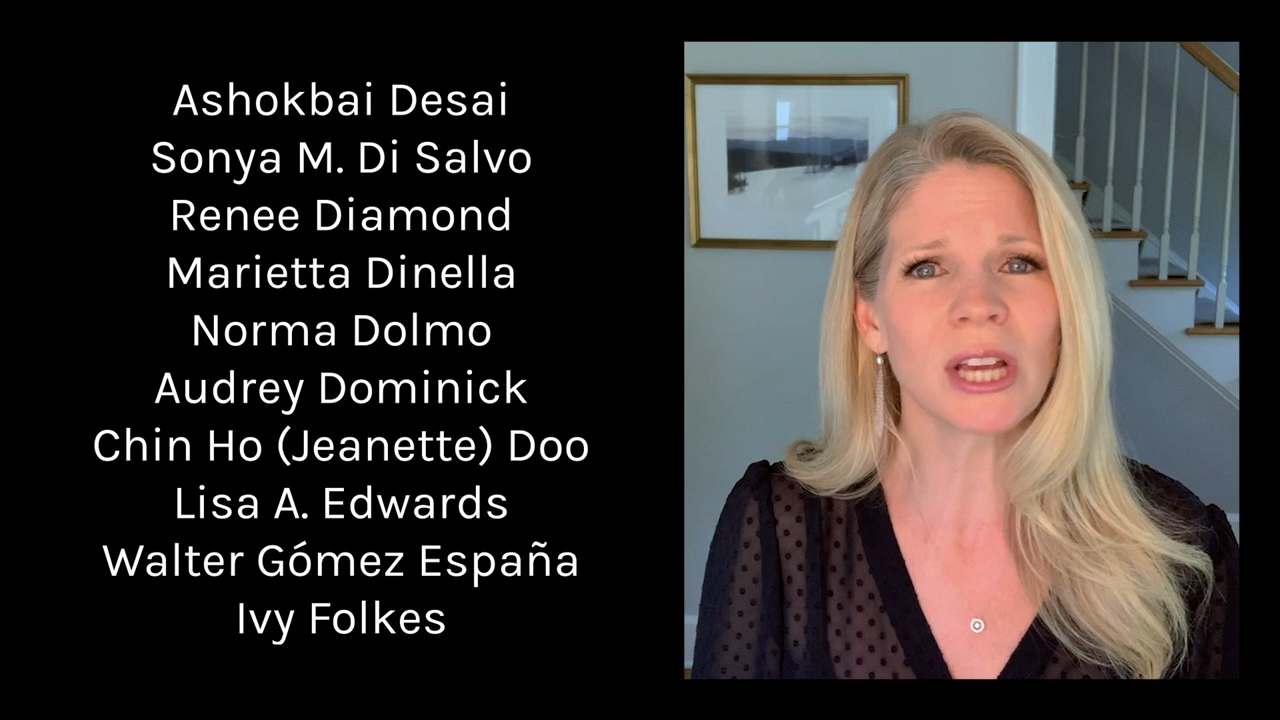 Ashokbai Desai
Sonya M. Di Salvo
Renee Diamond
Marietta Dinella
Norma Dolmo
Audrey Dominick
Chin Ho (Jeanette) Doo
Lisa A. Edwards
Walter Gómez España
Ivy Folkes